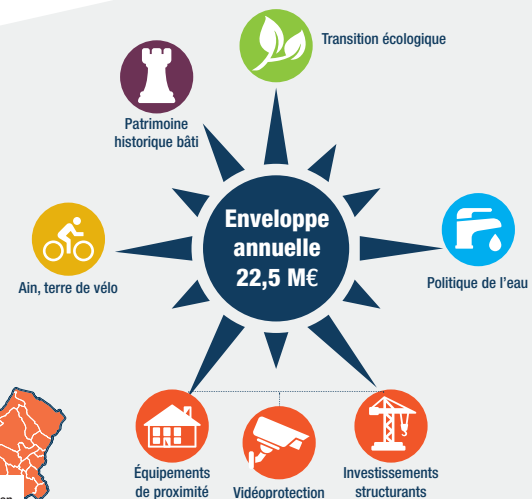 Transition écologique
Patrimoine
historique bâti
Enveloppe
annuelle
22,5 M€
Ain, terre de vélo
Politique de l'eau
Équipements
de proximité
Vidéoprotection
Investissements
structurants